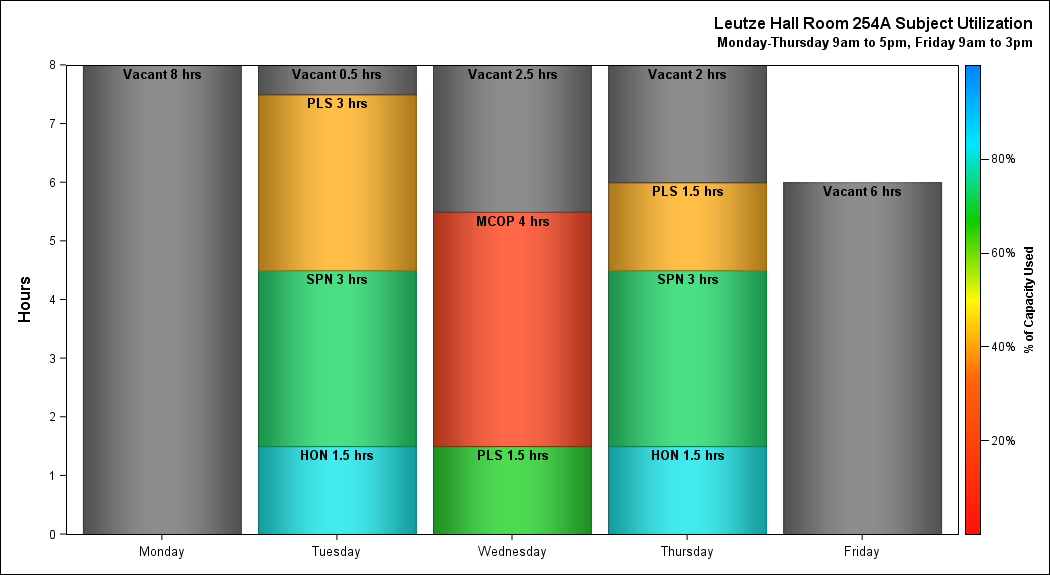 Leutze Hall Room 254A Subject Utilization
Monday-Thursday 9am to 5pm, Friday 9am to 3pm
Hours
8
7
6
5
4
3
2
1
0
Vacant 8 hrs
Vacant 0.5 hrs
PLS 3 hrs
SPN 3 hrs
HON 1.5 hrs
Vacant 2.5 hrs
MCOP 4 hrs
PLS 1.5 hrs
Vacant 2 hrs
PLS 1.5 hrs
SPN 3 hrs
HON 1.5 hrs
Vacant 6 hrs
Monday
Tuesday
Wednesday
Thursday
Friday
80%
60%
40%
20%
% of Capacity Used